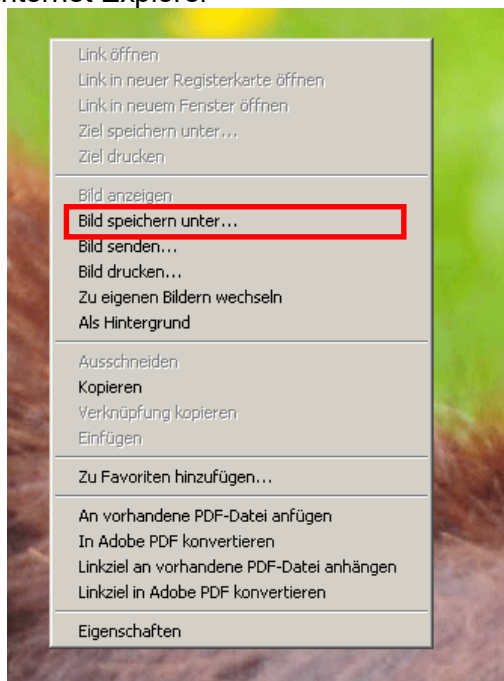 Internet Explorer
Link öffnen
Link in neuer Registerkarte öffnen
Link in neuem Fenster öffnen
Ziel speichern unter...
Ziel drucken
Bild anzeigen
Bild speichern unter...
Bild senden...
Bild drucken...
Zu eigenen Bildern wechseln
Als Hintergrund
Ausschneiden
Kopieren
Verknüpfung kopieren
Einfügen
Zu Favoriten hinzufügen...
An vorhandene PDF-Datei anfügen
In Adobe PDF konvertieren
Linkziel an vorhandene PDF-Datei anhängen
Linkziel in Adobe PDF konvertieren
Eigenschaften